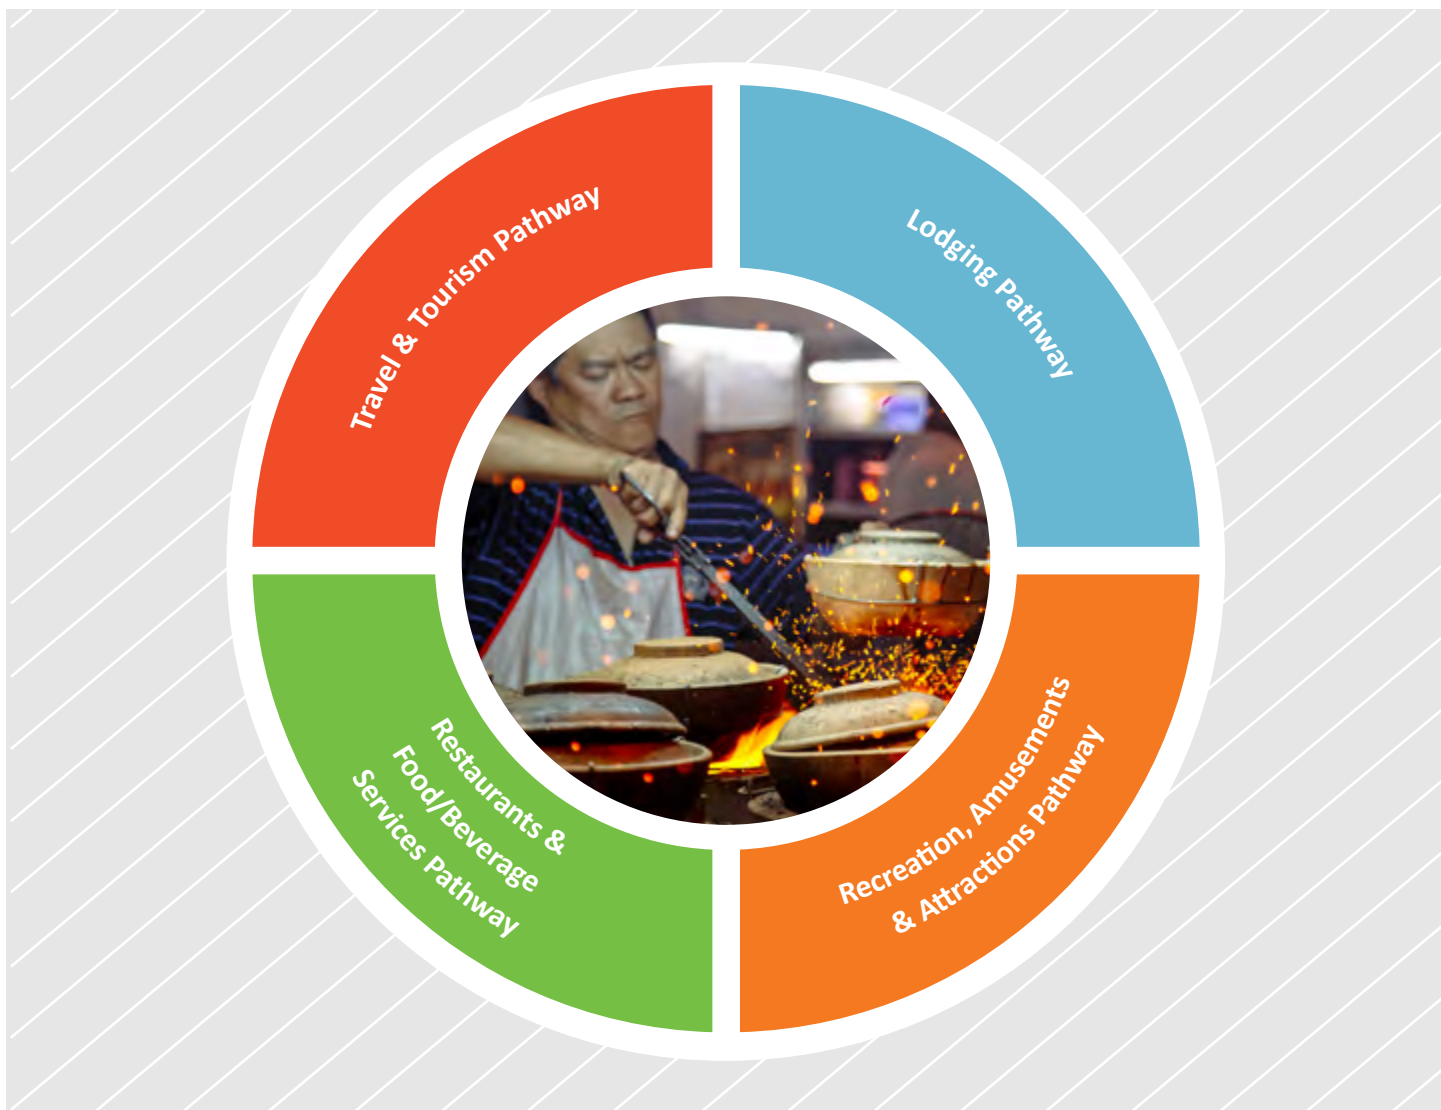 Travel & Tourism Pathway
Lodging Pathway
Restaurants &
Food/Beverage
Services Pathway
Recreation, Amusements
& Attractions Pathway